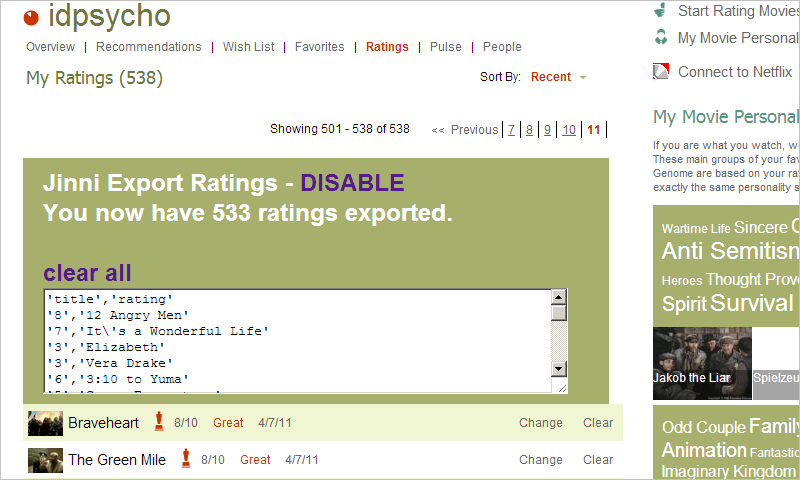 idpsycho
Overview | Recommendations | Wish List | Favorites | Ratings | Pulse | People
My Ratings (538)
Sort By: Recent
Showing 501 - 538 of 538 << Previous | 7 | 8 | 9 | 10 | 11 |
Jinni Export Ratings - DISABLE
You now have 533 ratings exported.
clear all
'title','rating'
'8','12 Angry Men'
'7','It\'s a Wonderful Life'
'3','Elizabeth'
'3','Vera Drake'
'6','3:10 to Yuma'
Braveheart 8/10 Great 4/7/11 Change Clear
The Green Mile 8/10 Great 4/7/11 Change Clear
Start Rating Movies
My Movie Personal
Connect to Netflix
My Movie Personal
If you are what you watch, w
These main groups of your fav
Genome are based on your ra
exactly the same personality s
Wartime Life Sincere
Anti Semitism
Heroes Thought Prov
Spirit Survival
Jakob the Liar Spielzeu
Odd Couple Family
Animation Fantastic
Imaginary Kingdom